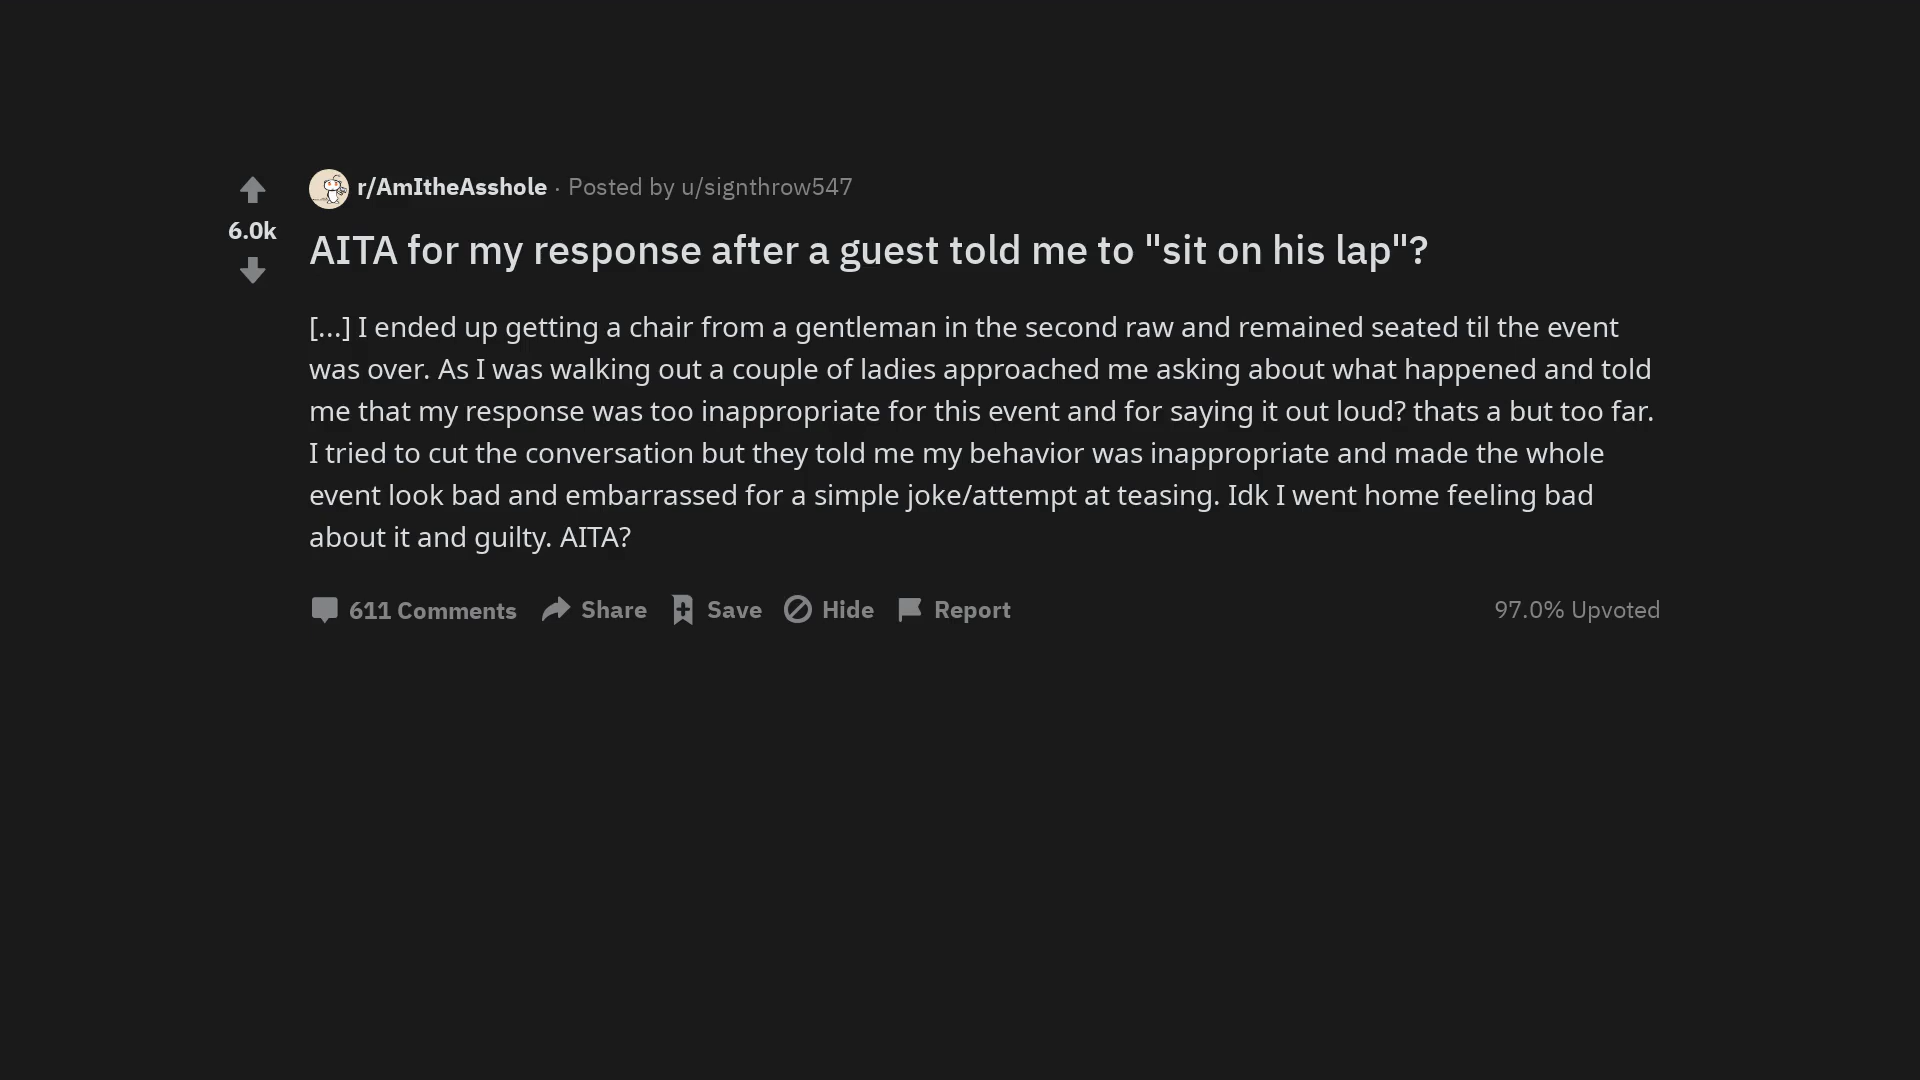 r/AmItheAsshole · Posted by u/signthrow547
6.0k
AITA for my response after a guest told me to "sit on his lap"?
[...] I ended up getting a chair from a gentleman in the second raw and remained seated til the event
was over. As I was walking out a couple of ladies approached me asking about what happened and told
me that my response was too inappropriate for this event and for saying it out loud? thats a but too far.
I tried to cut the conversation but they told me my behavior was inappropriate and made the whole
event look bad and embarrassed for a simple joke/attempt at teasing. Idk I went home feeling bad
about it and guilty. AITA?
611 Comments Share Save Hide Report 97.0% Upvoted